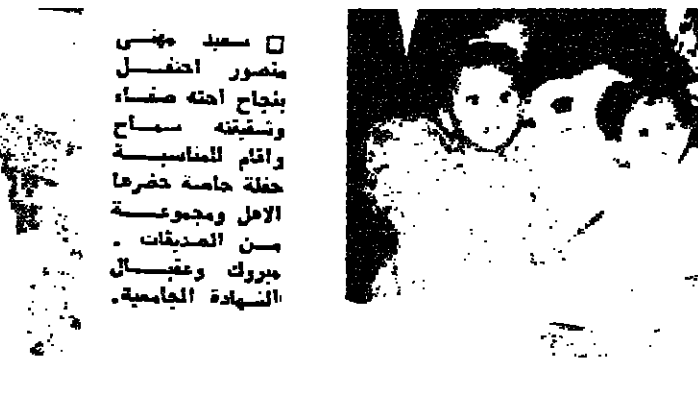 □ سعيد مهنى
منصور احتفل
بنجاح اخته صفاء
وشقيقته سماح
واقام للمناسبة
حفلة خاصة حضرها
الاهل ومجموعة
من الصديقات .
مبروك وعقبال
الشهادة الجامعية.